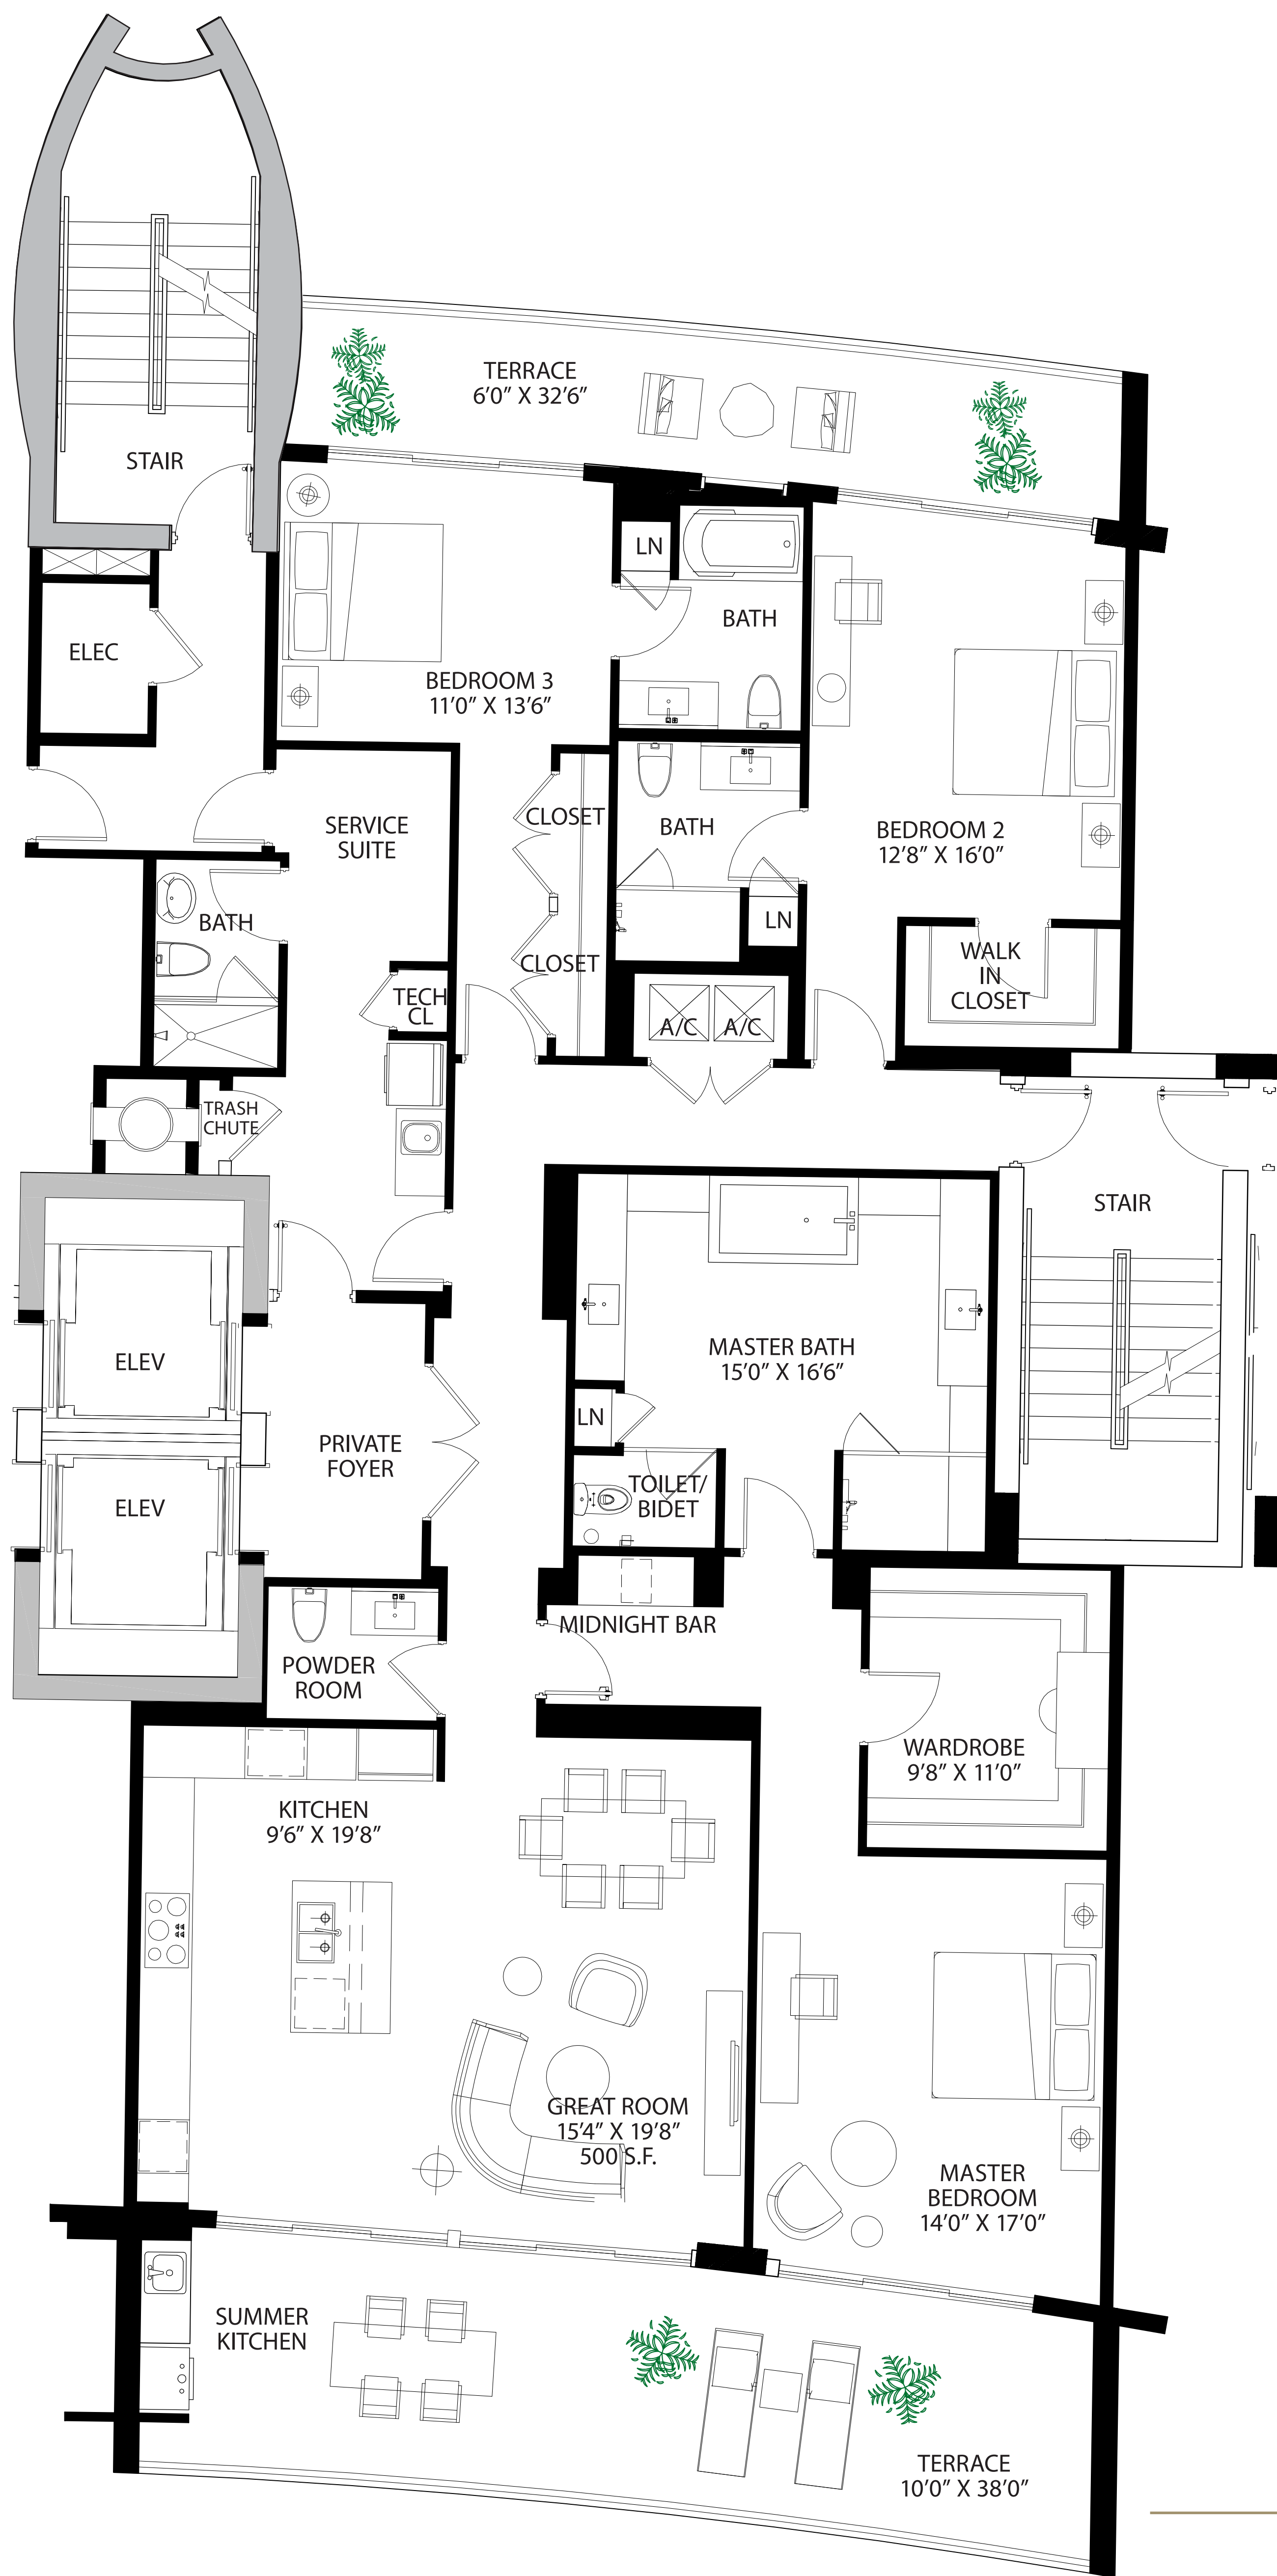 TERRACE
6'0" X 32'6"
STAIR
LN
BATH
ELEC
BEDROOM 3
11'0" X 13'6"
CLOSET
SERVICE
SUITE
BATH
BEDROOM 2
12'8" X 16'0"
BATH
LN
CLOSET
WALK
IN
CLOSET
TECH
CL
A/C
A/C
TRASH
CHUTE
STAIR
ELEV
MASTER BATH
15'0" X 16'6"
LN
PRIVATE
FOYER
TOILET/
BIDET
ELEV
MIDNIGHT BAR
POWDER
ROOM
WARDROBE
9'8" X 11'0"
KITCHEN
9'6" X 19'8"
GREAT ROOM
15'4" X 19'8"
500 S.F.
MASTER
BEDROOM
14'0" X 17'0"
SUMMER
KITCHEN
TERRACE
10'0" X 38'0"